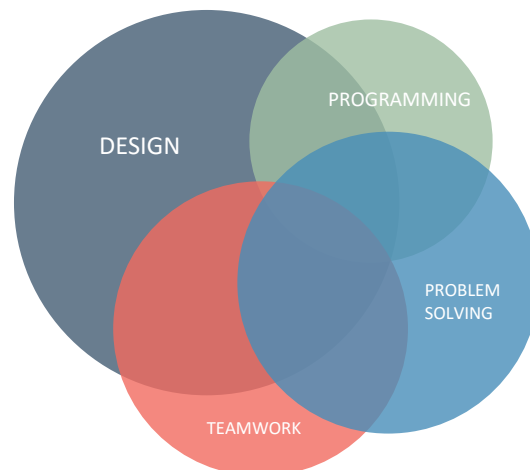 PROGRAMMING
DESIGN
PROBLEM
SOLVING
TEAMWORK